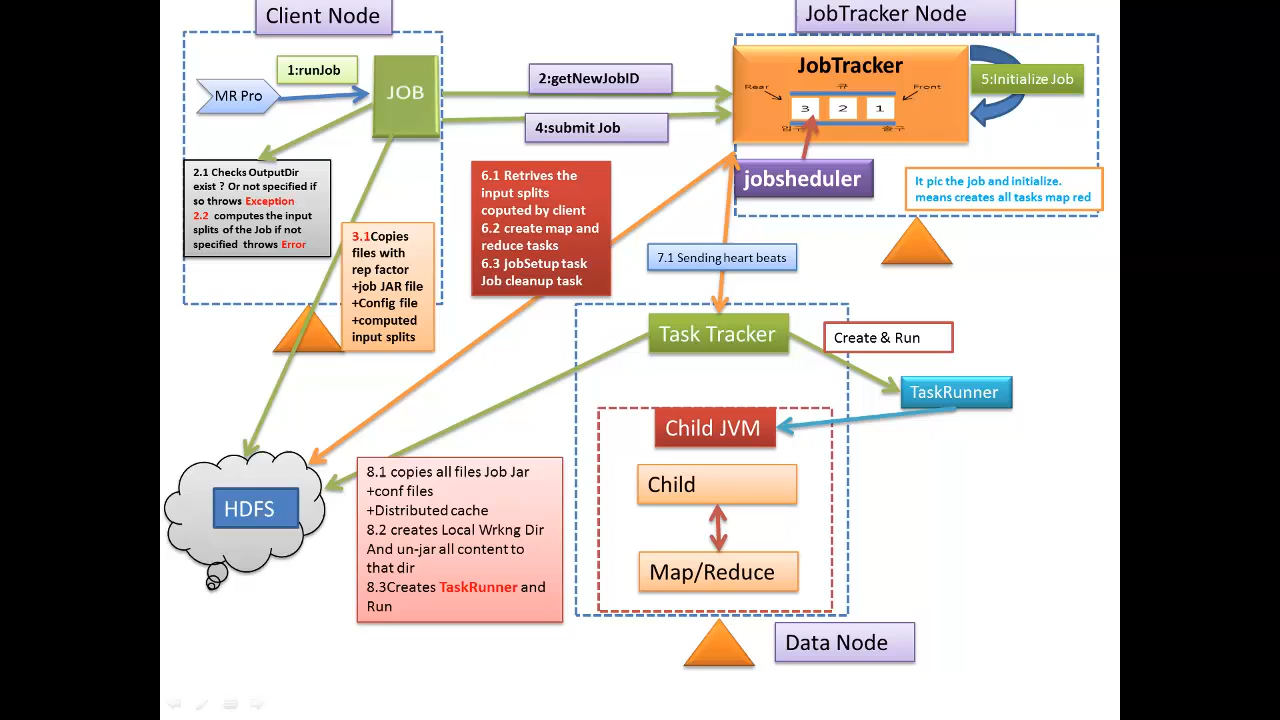 Client Node
JobTracker Node
MR Pro
1:runJob
JOB
2:getNewJobID
4:submit Job
JobTracker
Rear
큐
Front
3 2 1
입구
출구
5:Initialize Job
jobsheduler
It pic the job and initialize.
means creates all tasks map red
2.1 Checks OutputDir
exist ? Or not specified if
so throws Exception
2.2 computes the input
splits of the Job if not
specified throws Error
3.1Copies
files with
rep factor
+job JAR file
+Config file
+computed
input splits
6.1 Retrives the
input splits
coputed by client
6.2 create map and
reduce tasks
6.3 JobSetup task
Job cleanup task
7.1 Sending heart beats
Task Tracker
Create & Run
TaskRunner
Child JVM
Child
Map/Reduce
HDFS
8.1 copies all files Job Jar
+conf files
+Distributed cache
8.2 creates Local Wrkng Dir
And un-jar all content to
that dir
8.3Creates TaskRunner and
Run
Data Node